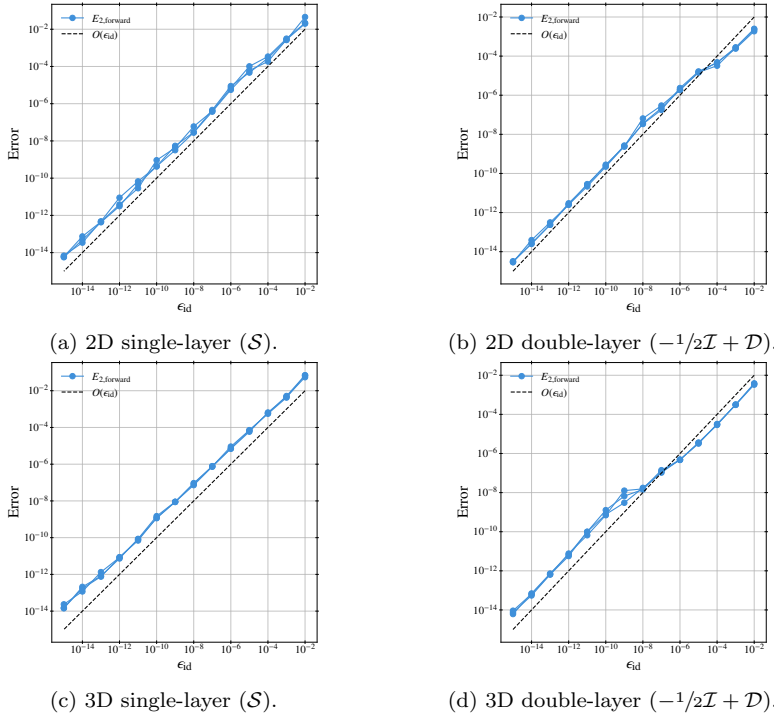 E2,forward
O(ϵid)
Error
10−2
10−4
10−6
10−8
10−10
10−12
10−14
10−14 10−12 10−10 10−8 10−6 10−4 10−2
ϵid
(a) 2D single-layer (𝒮).
E2,forward
O(ϵid)
Error
10−2
10−4
10−6
10−8
10−10
10−12
10−14
10−14 10−12 10−10 10−8 10−6 10−4 10−2
ϵid
(b) 2D double-layer (−1/2ℐ + 𝒟).
E2,forward
O(ϵid)
Error
10−2
10−4
10−6
10−8
10−10
10−12
10−14
10−14 10−12 10−10 10−8 10−6 10−4 10−2
ϵid
(c) 3D single-layer (𝒮).
E2,forward
O(ϵid)
Error
10−2
10−4
10−6
10−8
10−10
10−12
10−14
10−14 10−12 10−10 10−8 10−6 10−4 10−2
ϵid
(d) 3D double-layer (−1/2ℐ + 𝒟).